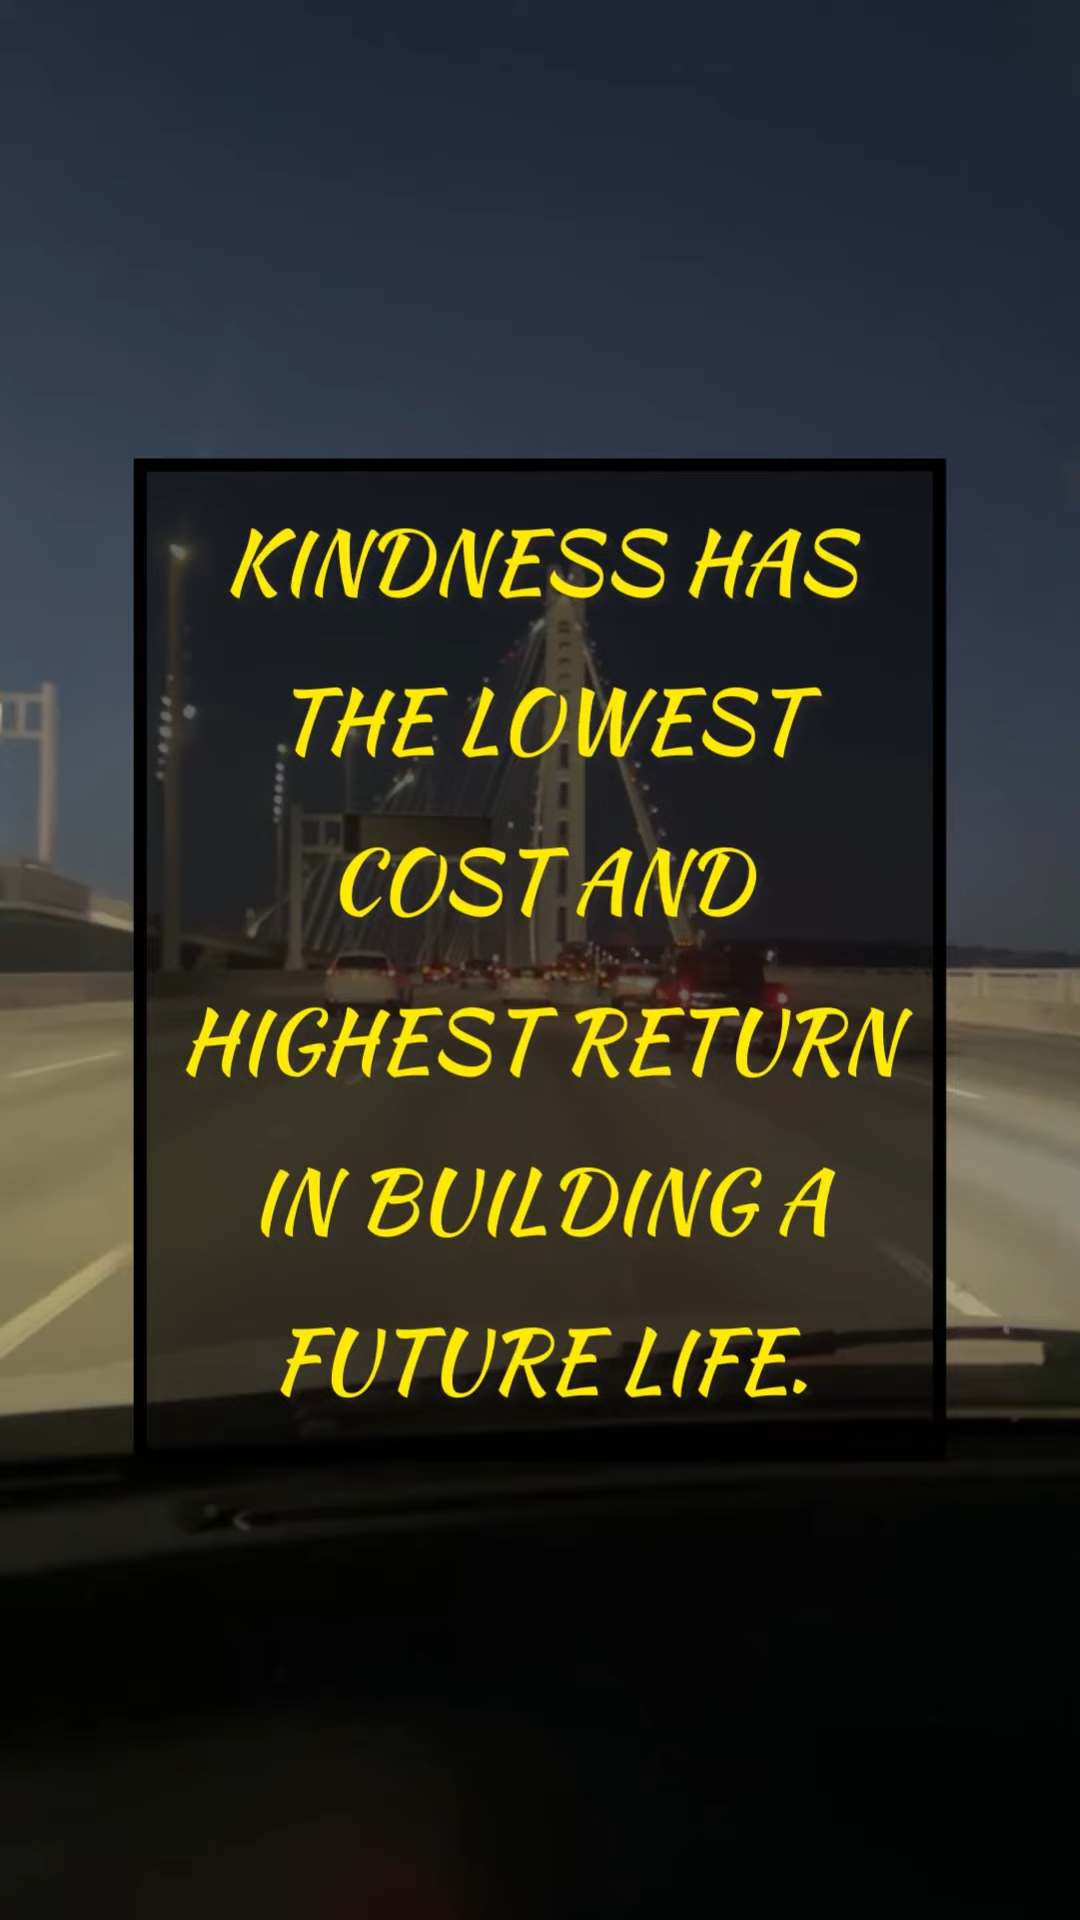 KINDNESS HAS
THE LOWEST
COST AND
HIGHEST RETURN
IN BUILDING A
FUTURE LIFE.